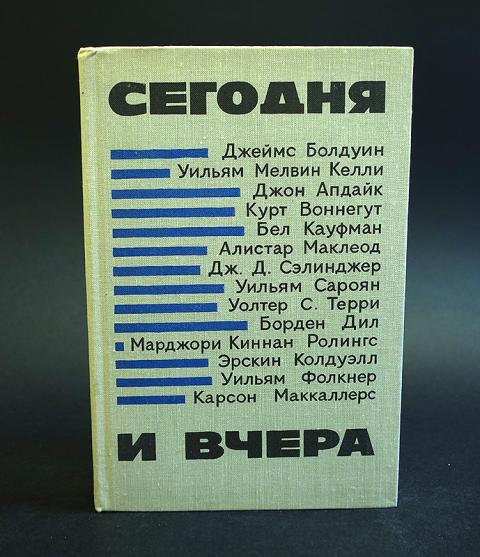 СЕГОДНЯ
Джеймс Болдуин
Уильям Мелвин Келли
Джон Апдайк
Курт Воннегут
Бел Кауфман
Алистар Маклеод
Дж. Д. Сэлинджер
Уильям Сароян
Уолтер С. Терри
Борден Дил
Марджори Киннан Ролингс
Эрскин Колдуэлл
Уильям Фолкнер
Карсон Маккаллерс
И ВЧЕРА